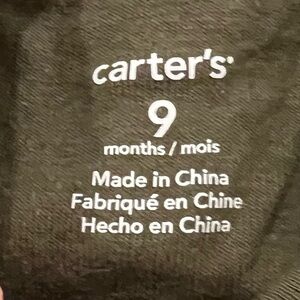 carter's
9
months / mois
Made in China
Fabriqué en Chine
Hecho en China